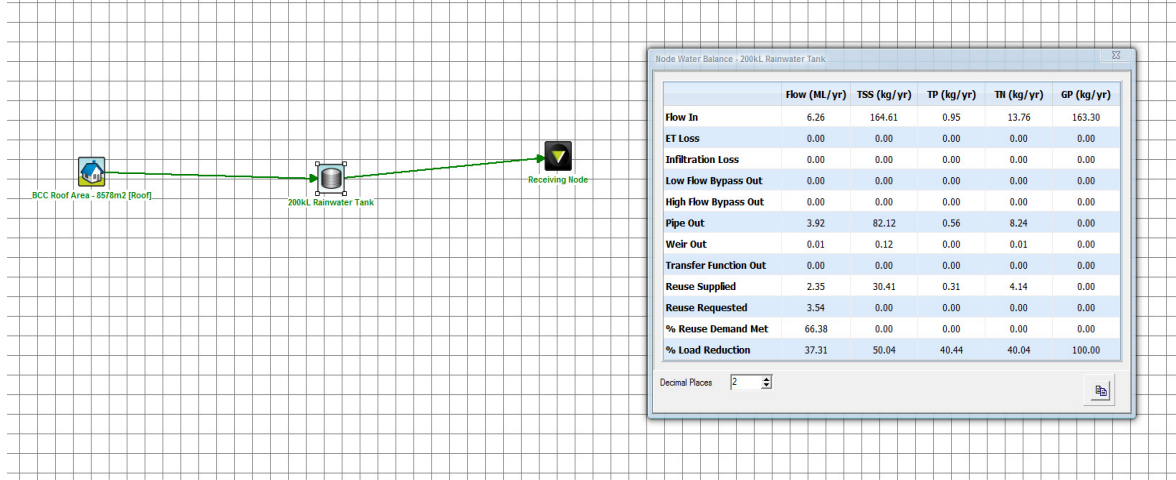 Node Water Balance - 200kL Rainwater Tank
Flow (ML/yr) TSS (kg/yr) TP (kg/yr) TN (kg/yr) GP (kg/yr)
Flow In 6.26 164.61 0.95 13.76 163.30
ET Loss 0.00 0.00 0.00 0.00 0.00
Infiltration Loss 0.00 0.00 0.00 0.00 0.00
Low Flow Bypass Out 0.00 0.00 0.00 0.00 0.00
High Flow Bypass Out 0.00 0.00 0.00 0.00 0.00
Pipe Out 3.92 82.12 0.56 8.24 0.00
Weir Out 0.01 0.12 0.00 0.01 0.00
Transfer Function Out 0.00 0.00 0.00 0.00 0.00
Reuse Supplied 2.35 30.41 0.31 4.14 0.00
Reuse Requested 3.54 0.00 0.00 0.00 0.00
% Reuse Demand Met 66.38 0.00 0.00 0.00 0.00
% Load Reduction 37.31 50.04 40.44 40.04 100.00
Decimal Places 2
BCC Roof Area - 8578m2 [Roof]
200kL Rainwater Tank
Receiving Node